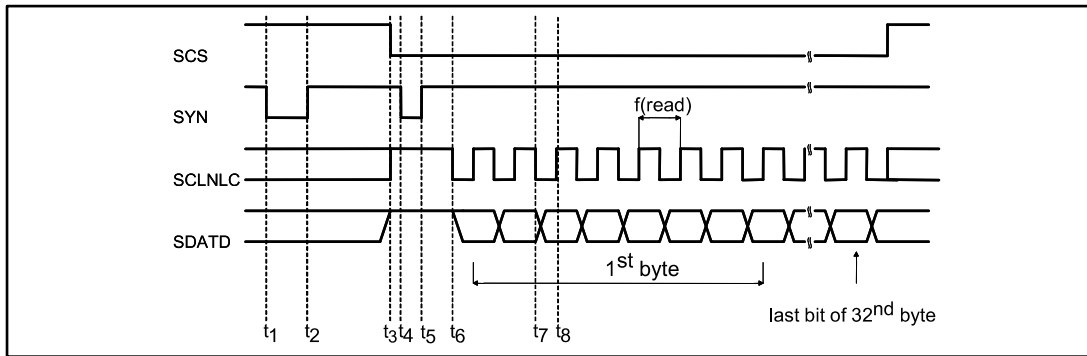 SCS
SYN
f(read)
SCLNLC
SDATD
1st byte
last bit of 32nd byte
t1 t2 t3 t4 t5 t6 t7 t8